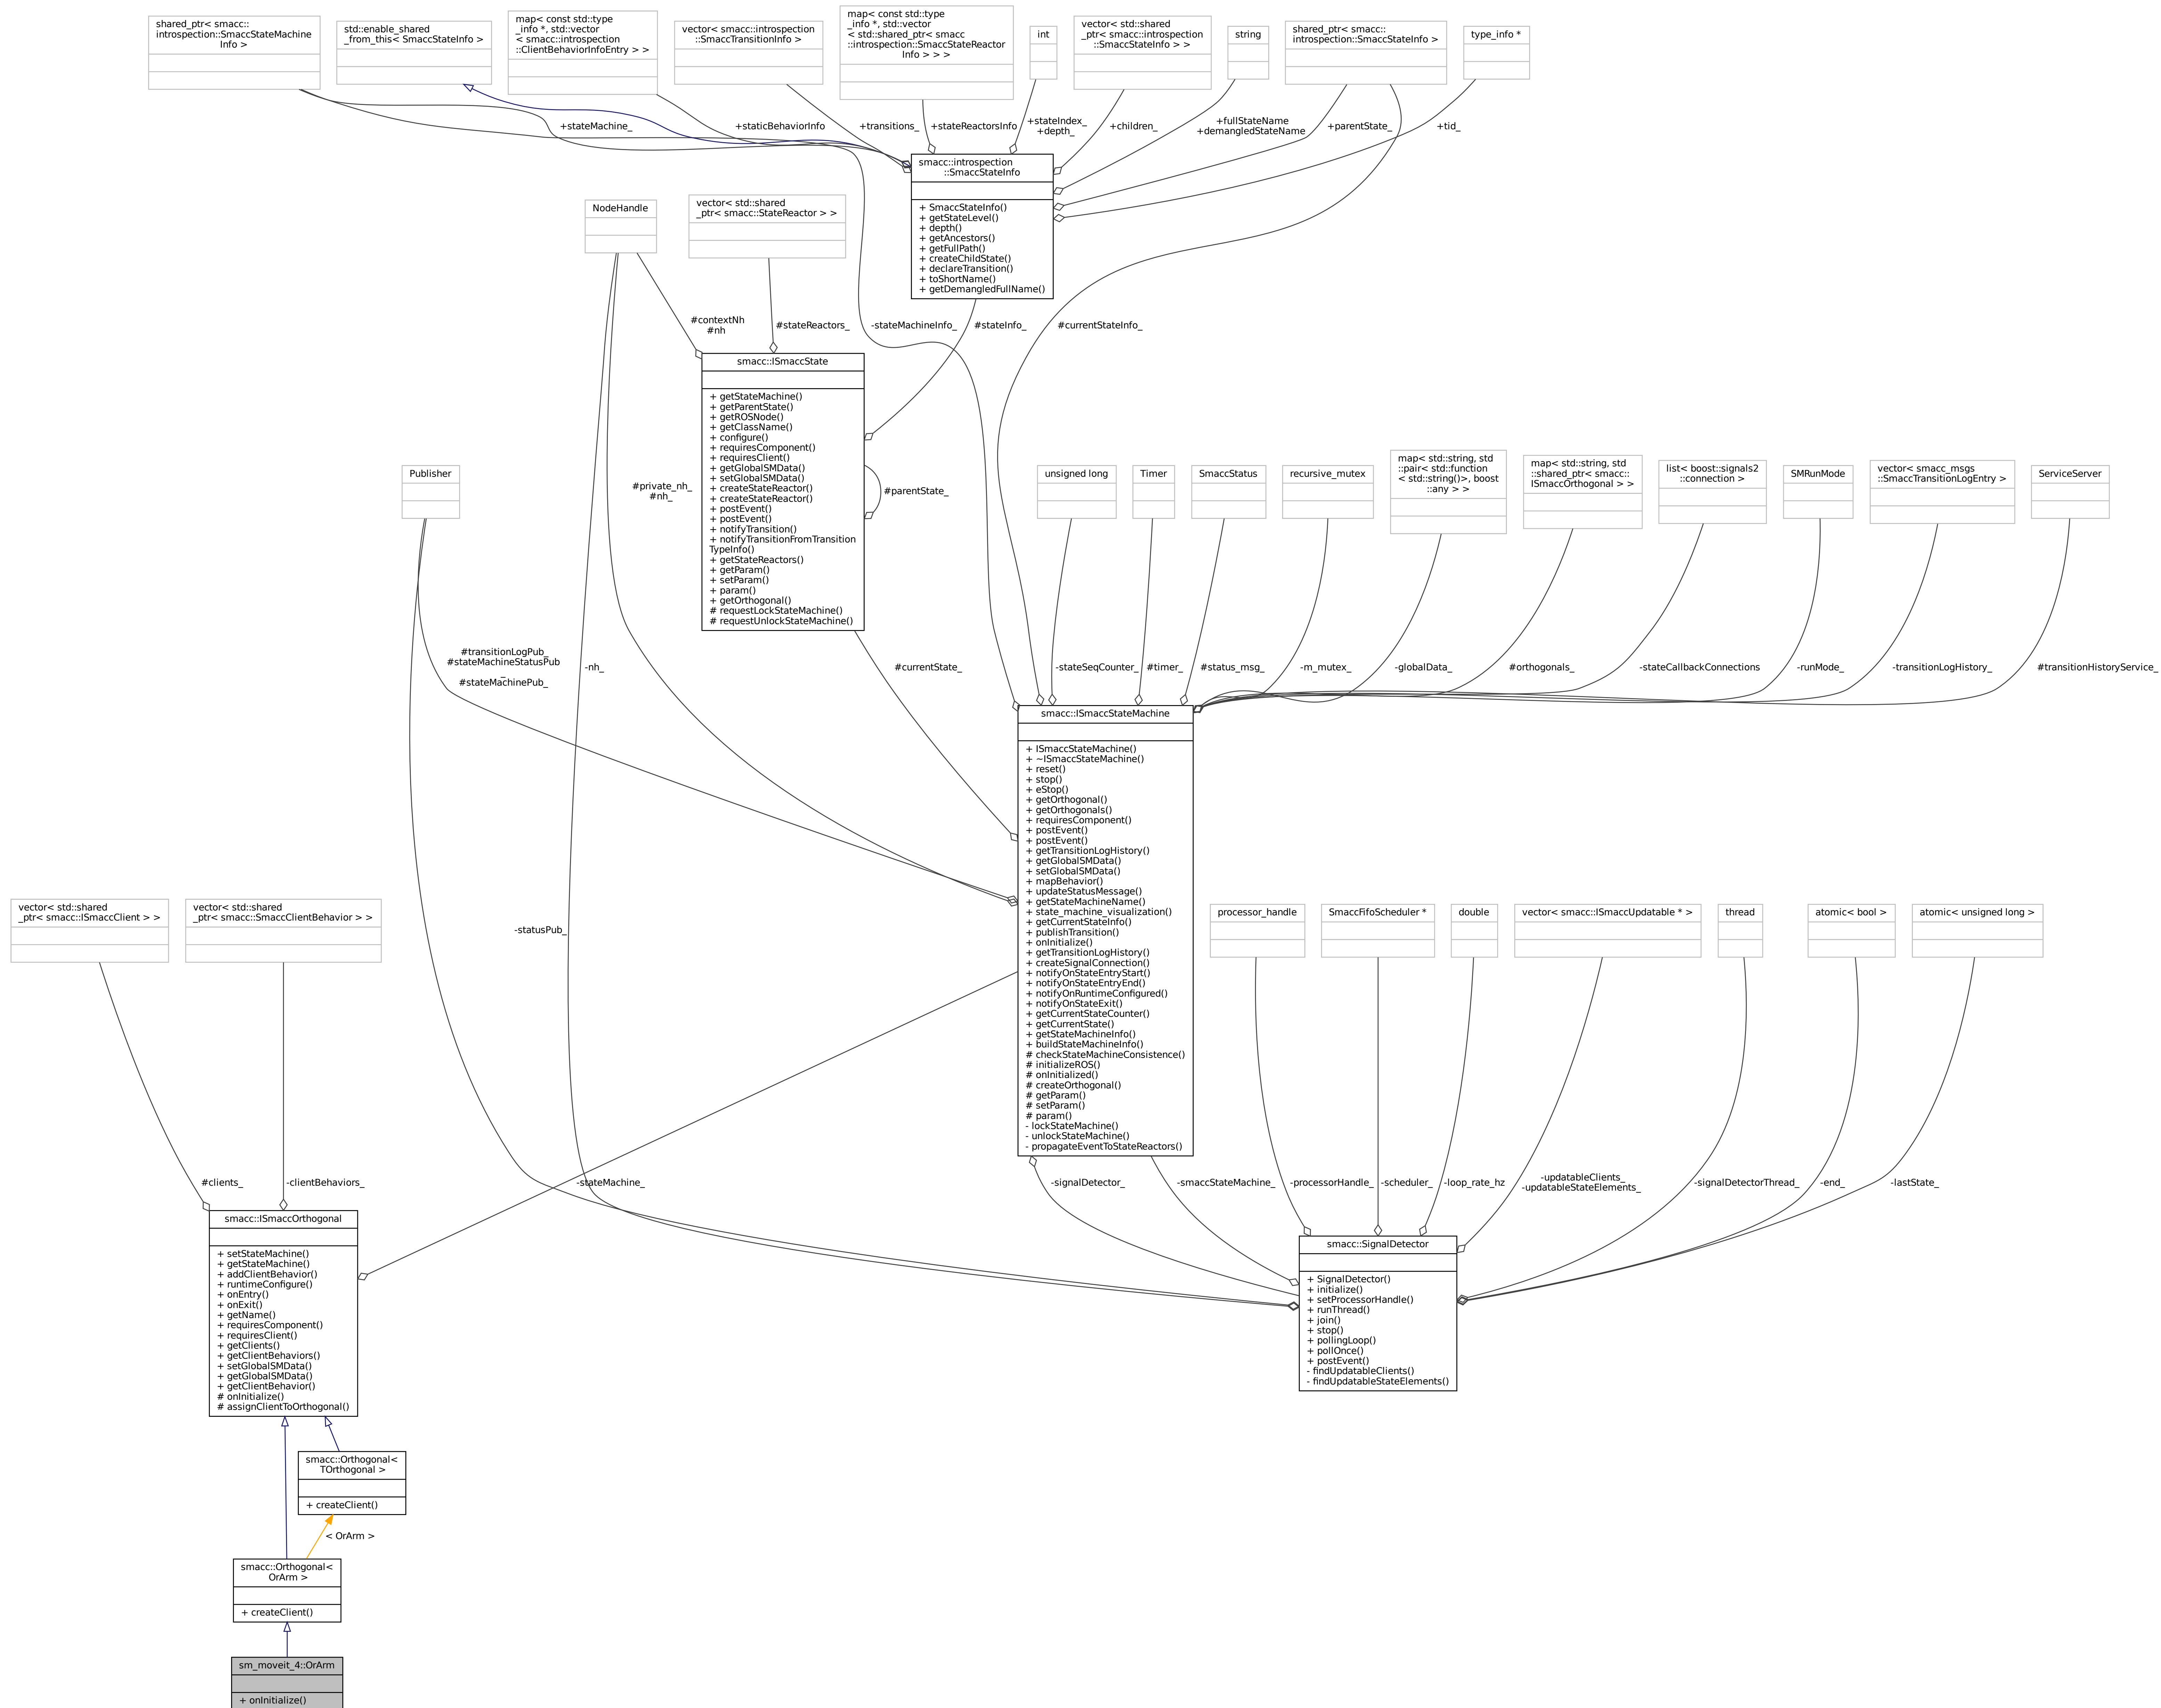 shared_ptr< smacc::
introspection::SmaccStateMachine
Info >
std::enable_shared
_from_this< SmaccStateInfo >
map< const std::type
_info *, std::vector
< smacc::introspection
::ClientBehaviorInfoEntry > >
vector< smacc::introspection
::SmaccTransitionInfo >
map< const std::type
_info *, std::vector
< std::shared_ptr< smacc
::introspection::SmaccStateReactor
Info > > >
int
vector< std::shared
_ptr< smacc::introspection
::SmaccStateInfo > >
string
shared_ptr< smacc::
introspection::SmaccStateInfo >
type_info *
+stateMachine_
+staticBehaviorInfo
+transitions_
+stateReactorsInfo
+stateIndex_
+depth_
+children_
+fullStateName
+demangledStateName
+parentState_
+tid_
smacc::introspection
::SmaccStateInfo
+ SmaccStateInfo()
+ getStateLevel()
+ depth()
+ getAncestors()
+ getFullPath()
+ createChildState()
+ declareTransition()
+ toShortName()
+ getDemangledFullName()
NodeHandle
vector< std::shared
_ptr< smacc::StateReactor > >
#contextNh
#nh
#stateReactors_
-stateMachineInfo_
#stateInfo_
#currentStateInfo_
smacc::ISmaccState
+ getStateMachine()
+ getParentState()
+ getROSNode()
+ getClassName()
+ configure()
+ requiresComponent()
+ requiresClient()
+ getGlobalSMData()
+ setGlobalSMData()
+ createStateReactor()
+ createStateReactor()
+ postEvent()
+ postEvent()
+ notifyTransition()
+ notifyTransitionFromTransition
TypeInfo()
+ getStateReactors()
+ getParam()
+ setParam()
+ param()
+ getOrthogonal()
# requestLockStateMachine()
# requestUnlockStateMachine()
#parentState_
Publisher
#private_nh_
#nh_
unsigned long
Timer
SmaccStatus
recursive_mutex
map< std::string, std
::pair< std::function
< std::string()>, boost
::any > >
map< std::string, std
::shared_ptr< smacc::
ISmaccOrthogonal > >
list< boost::signals2
::connection >
SMRunMode
vector< smacc_msgs
::SmaccTransitionLogEntry >
ServiceServer
#transitionLogPub_
#stateMachineStatusPub
_
#stateMachinePub_
-nh_
#currentState_
-stateSeqCounter_
#timer_
#status_msg_
-m_mutex_
-globalData_
#orthogonals_
-stateCallbackConnections
-runMode_
-transitionLogHistory_
#transitionHistoryService_
smacc::ISmaccStateMachine
+ ISmaccStateMachine()
+ ~ISmaccStateMachine()
+ reset()
+ stop()
+ eStop()
+ getOrthogonal()
+ getOrthogonals()
+ requiresComponent()
+ postEvent()
+ postEvent()
+ getTransitionLogHistory()
+ getGlobalSMData()
+ setGlobalSMData()
+ mapBehavior()
+ updateStatusMessage()
+ getStateMachineName()
+ state_machine_visualization()
+ getCurrentStateInfo()
+ publishTransition()
+ onInitialize()
+ getTransitionLogHistory()
+ createSignalConnection()
+ notifyOnStateEntryStart()
+ notifyOnStateEntryEnd()
+ notifyOnRuntimeConfigured()
+ notifyOnStateExit()
+ getCurrentStateCounter()
+ getCurrentState()
+ getStateMachineInfo()
+ buildStateMachineInfo()
# checkStateMachineConsistence()
# initializeROS()
# onInitialized()
# createOrthogonal()
# getParam()
# setParam()
# param()
- lockStateMachine()
- unlockStateMachine()
- propagateEventToStateReactors()
vector< std::shared
_ptr< smacc::ISmaccClient > >
vector< std::shared
_ptr< smacc::SmaccClientBehavior > >
-statusPub_
processor_handle
SmaccFifoScheduler *
double
vector< smacc::ISmaccUpdatable * >
thread
atomic< bool >
atomic< unsigned long >
#clients_
-clientBehaviors_
-stateMachine_
-signalDetector_
-smaccStateMachine_
-processorHandle_
-scheduler_
-loop_rate_hz
-updatableClients_
-updatableStateElements_
-signalDetectorThread_
-end_
-lastState_
smacc::ISmaccOrthogonal
+ setStateMachine()
+ getStateMachine()
+ addClientBehavior()
+ runtimeConfigure()
+ onEntry()
+ onExit()
+ getName()
+ requiresComponent()
+ requiresClient()
+ getClients()
+ getClientBehaviors()
+ setGlobalSMData()
+ getGlobalSMData()
+ getClientBehavior()
# onInitialize()
# assignClientToOrthogonal()
smacc::SignalDetector
+ SignalDetector()
+ initialize()
+ setProcessorHandle()
+ runThread()
+ join()
+ stop()
+ pollingLoop()
+ pollOnce()
+ postEvent()
- findUpdatableClients()
- findUpdatableStateElements()
smacc::Orthogonal<
TOrthogonal >
+ createClient()
< OrArm >
smacc::Orthogonal<
OrArm >
+ createClient()
sm_moveit_4::OrArm
+ onInitialize()